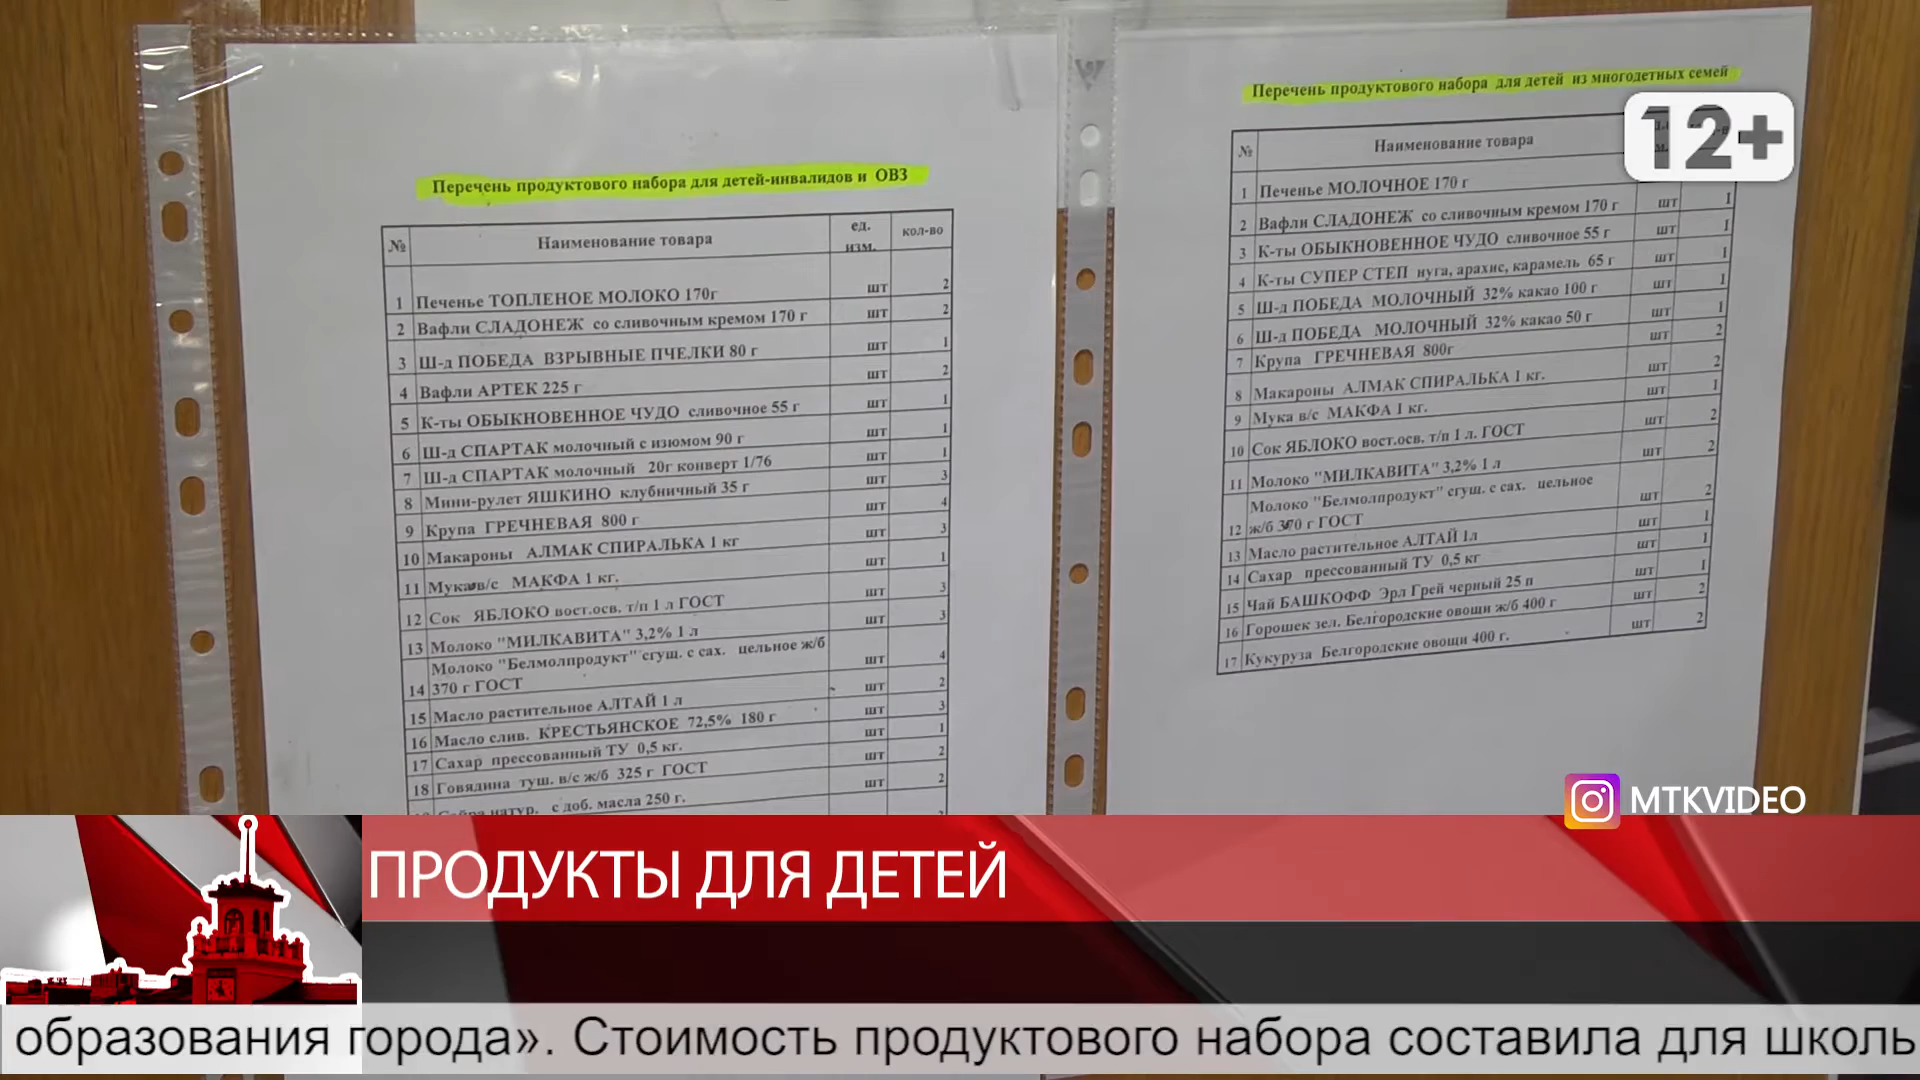 Перечень продуктового набора для детей-инвалидов и ОВЗ
№ Наименование товара ед. изм. кол-во
1 Печенье ТОПЛЕНОЕ МОЛОКО 170г шт 2
2 Вафли СЛАДОНЕЖ со сливочным кремом 170 г шт 2
3 Ш-д ПОБЕДА ВЗРЫВНЫЕ ПЧЕЛКИ 80 г шт 1
4 Вафли АРТЕК 225 г шт 2
5 К-ты ОБЫКНОВЕННОЕ ЧУДО сливочное 55 г шт 1
6 Ш-д СПАРТАК молочный с изюмом 90 г шт 1
7 Ш-д СПАРТАК молочный 20г конверт 1/76 шт 1
8 Мини-рулет ЯШКИНО клубничный 35 г шт 3
9 Крупа ГРЕЧНЕВАЯ 800 г шт 4
10 Макароны АЛМАК СПИРАЛЬКА 1 кг шт 3
11 Мука в/с МАКФА 1 кг. шт 1
12 Сок ЯБЛОКО вост.осв. т/п 1 л ГОСТ шт 3
13 Молоко "МИЛКАВИТА" 3,2% 1 л шт 3
Молоко "Белмолпродукт" сгущ. с сах. цельное ж/б
14 370 г ГОСТ шт 4
15 Масло растительное АЛТАЙ 1 л шт 2
16 Масло слив. КРЕСТЬЯНСКОЕ 72,5% 180 г шт 3
17 Сахар прессованный ТУ 0,5 кг. шт 1
18 Говядина туш. в/с ж/б 325 г ГОСТ шт 2
натур. с доб. масла 250 г. шт 2
Перечень продуктового набора для детей из многодетных семей
№ Наименование товара
1 Печенье МОЛОЧНОЕ 170 г
2 Вафли СЛАДОНЕЖ со сливочным кремом 170 г шт 1
3 К-ты ОБЫКНОВЕННОЕ ЧУДО сливочное 55 г шт 1
4 К-ты СУПЕР СТЕП нуга, арахис, карамель 65 г шт 1
5 Ш-д ПОБЕДА МОЛОЧНЫЙ 32% какао 100 г шт 1
6 Ш-д ПОБЕДА МОЛОЧНЫЙ 32% какао 50 г шт 1
7 Крупа ГРЕЧНЕВАЯ 800г шт 2
8 Макароны АЛМАК СПИРАЛЬКА 1 кг. шт 2
9 Мука в/с МАКФА 1 кг. шт 1
10 Сок ЯБЛОКО вост.осв. т/п 1 л. ГОСТ шт 2
11 Молоко "МИЛКАВИТА" 3,2% 1 л шт 2
Молоко "Белмолпродукт" сгущ. с сах. цельное
12 ж/б 370 г ГОСТ шт 2
13 Масло растительное АЛТАЙ 1л шт 1
14 Сахар прессованный ТУ 0,5 кг шт 1
15 Чай БАШКОФФ Эрл Грей черный 25 п шт 1
16 Горошек зел. Белгородские овощи ж/б 400 г шт 2
17 Кукуруза Белгородские овощи 400 г. шт 2
12+
MTKVIDEO
ПРОДУКТЫ ДЛЯ ДЕТЕЙ
образования города». Стоимость продуктового набора составила для школь